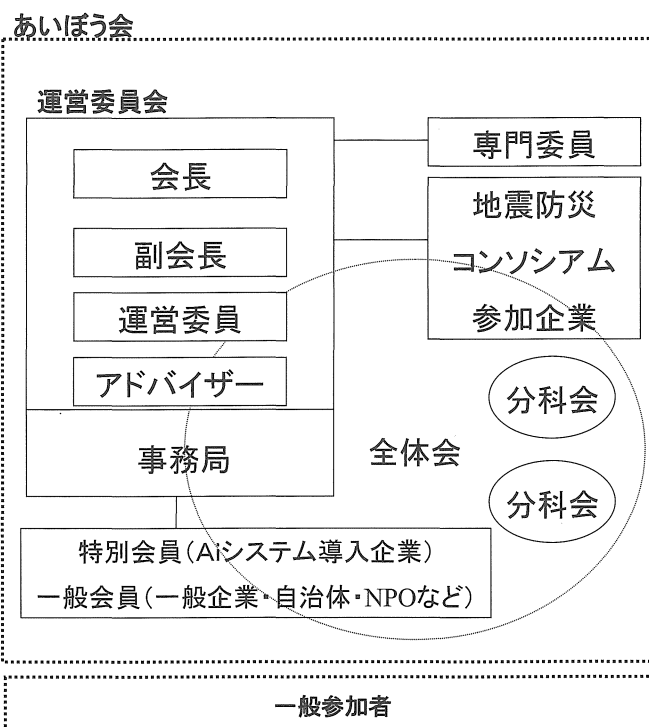 あいぼう会
運営委員会
会長
副会長
運営委員
アドバイザー
事務局
専門委員
地震防災
コンソシアム
参加企業
分科会
全体会
分科会
特別会員（Aiシステム導入企業）
一般会員（一般企業・自治体・NPOなど）
一般参加者